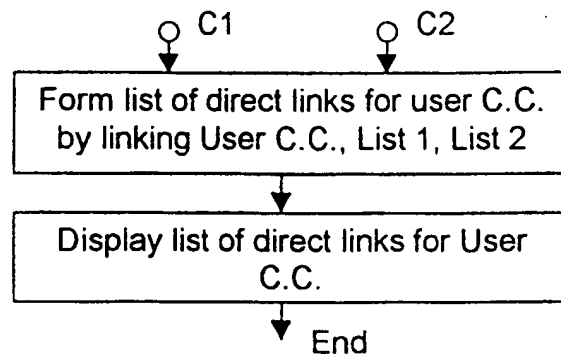 C1
C2
Form list of direct links for user C.C.
by linking User C.C., List 1, List 2
Display list of direct links for User
C.C.
End